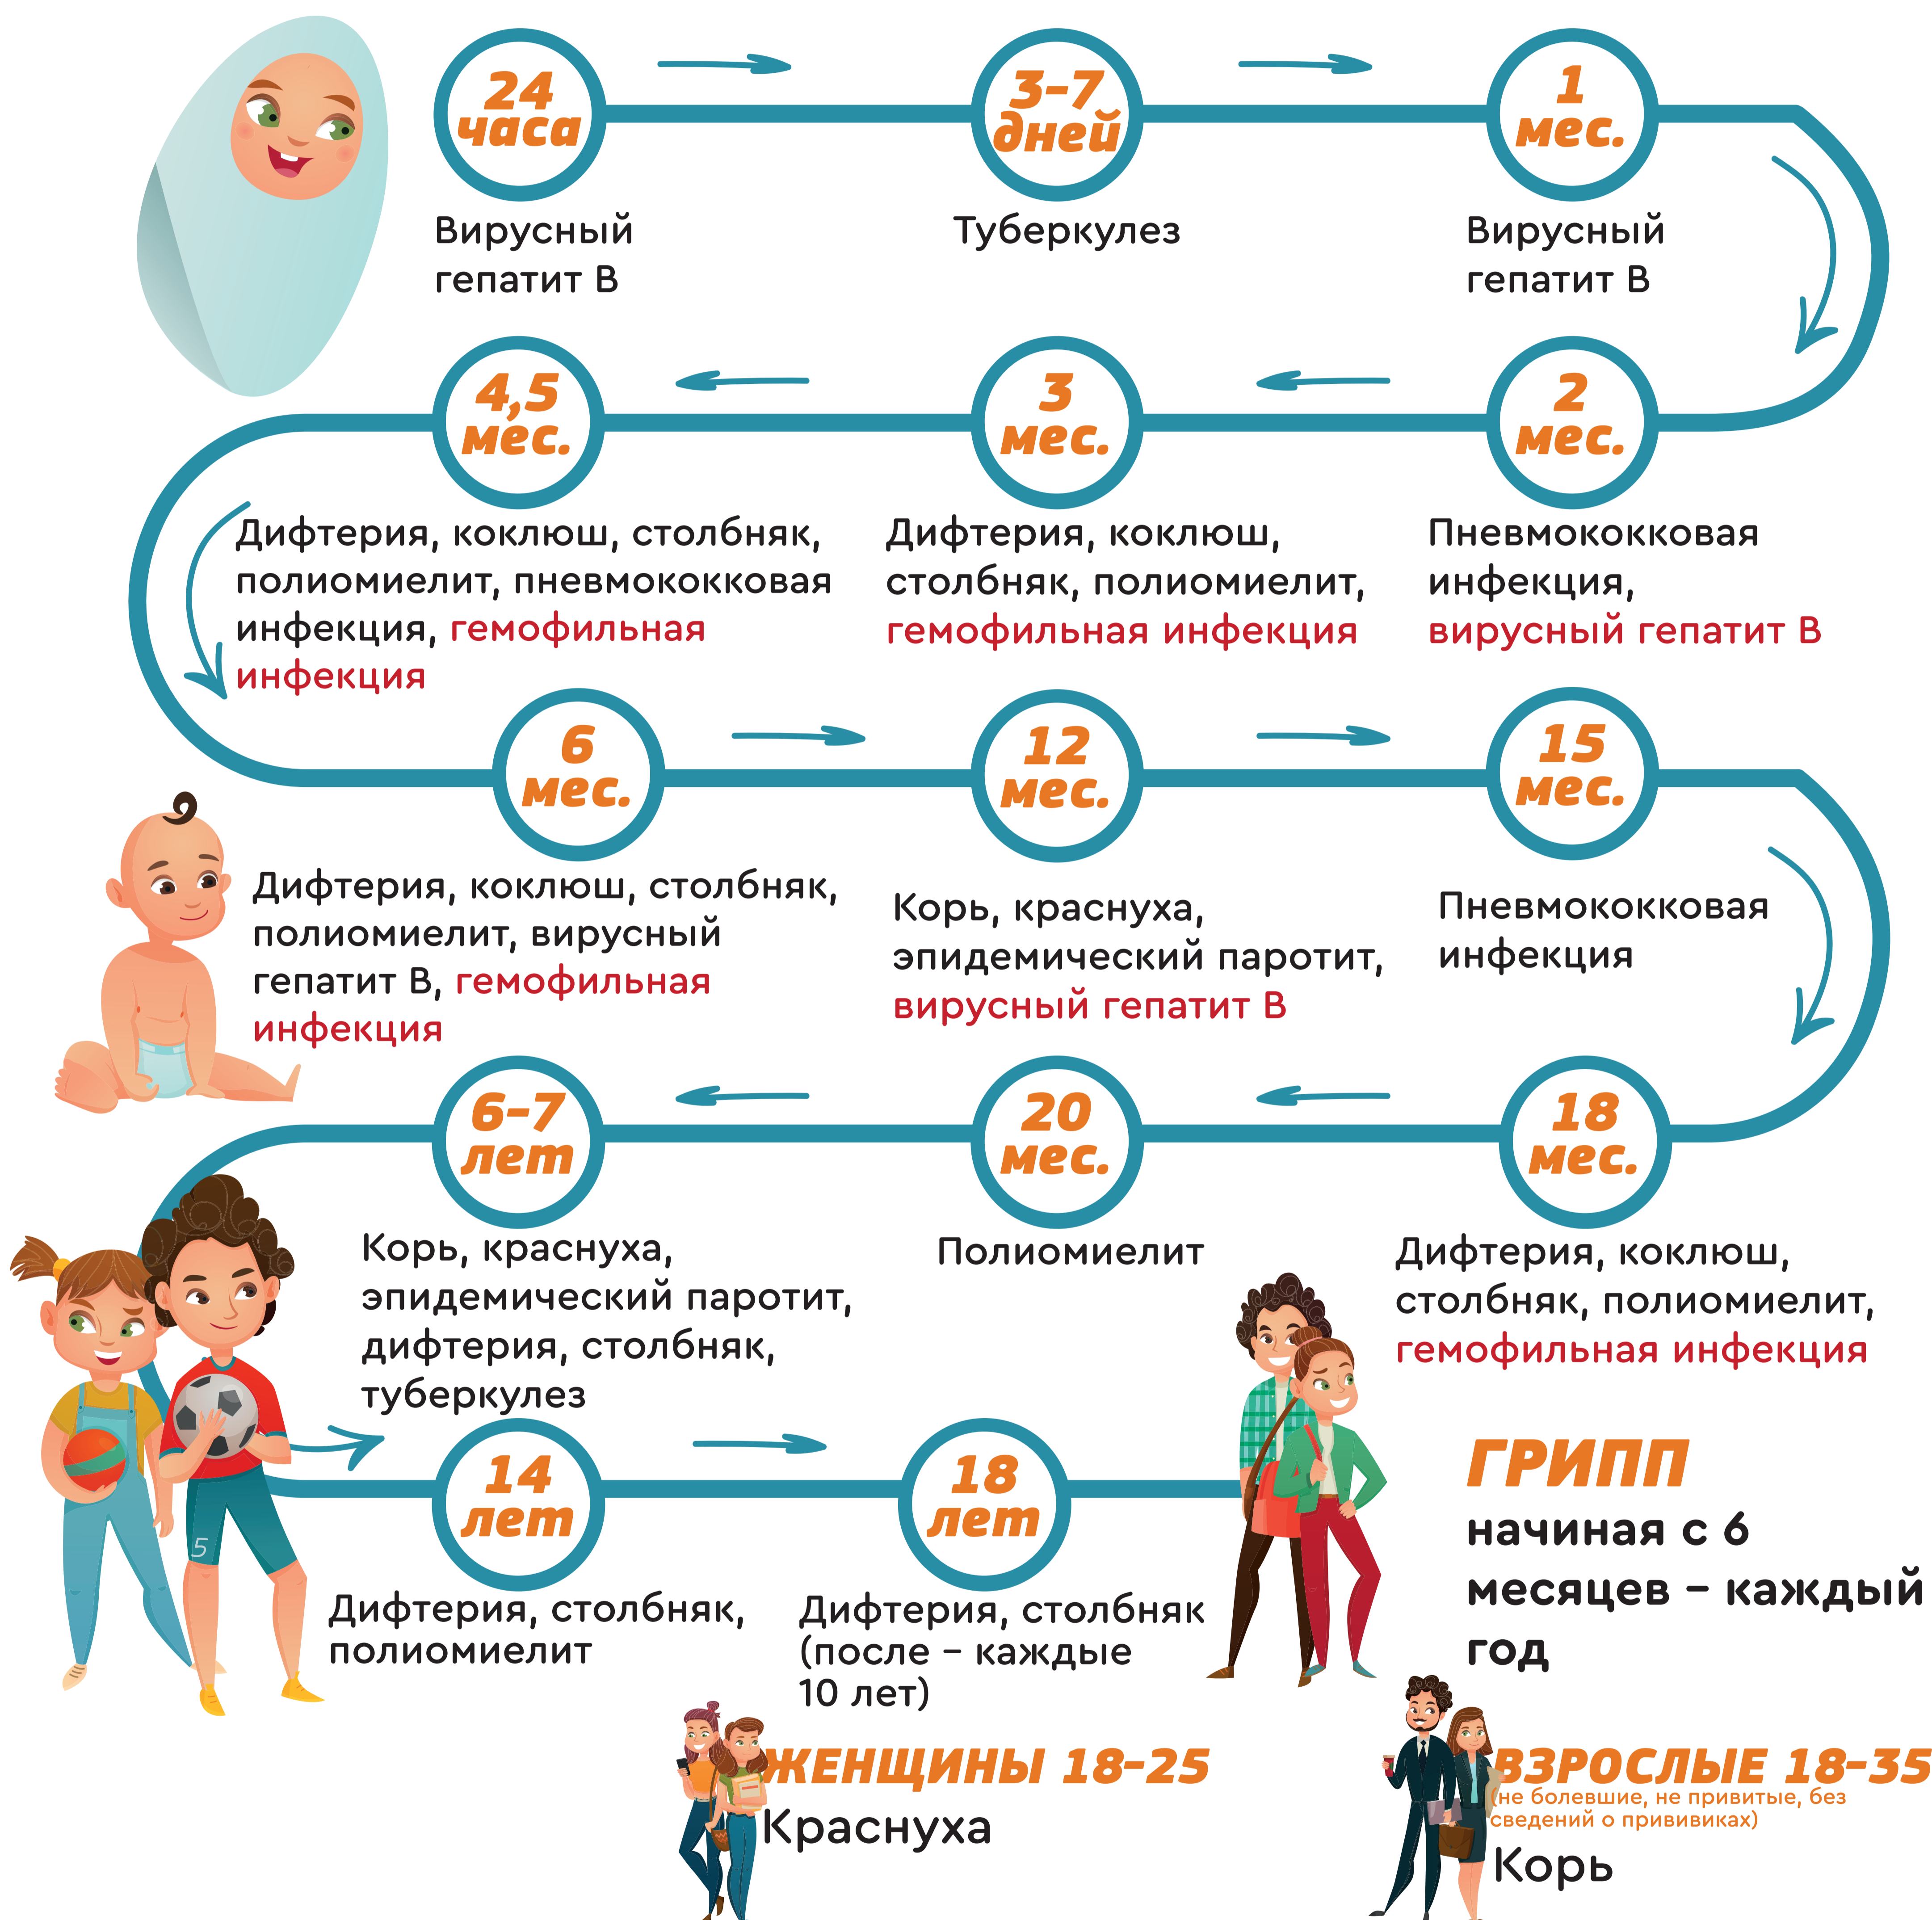 24
часа
Вирусный
гепатит В
3-7
дней
Туберкулез
1
мес.
Вирусный
гепатит В
2
мес.
Пневмококковая
инфекция,
вирусный гепатит В
3
мес.
Дифтерия, коклюш,
столбняк, полиомиелит,
гемофильная инфекция
4,5
мес.
Дифтерия, коклюш, столбняк,
полиомиелит, пневмококковая
инфекция, гемофильная
инфекция
6
мес.
Дифтерия, коклюш, столбняк,
полиомиелит, вирусный
гепатит В, гемофильная
инфекция
12
мес.
Корь, краснуха,
эпидемический паротит,
вирусный гепатит В
15
мес.
Пневмококковая
инфекция
18
мес.
Дифтерия, коклюш,
столбняк, полиомиелит,
гемофильная инфекция
20
мес.
Полиомиелит
6-7
лет
Корь, краснуха,
эпидемический паротит,
дифтерия, столбняк,
туберкулез
5
14
лет
Дифтерия, столбняк,
полиомиелит
18
лет
Дифтерия, столбняк
(после – каждые
10 лет)
ГРИПП
начиная с 6
месяцев – каждый
год
ЖЕНЩИНЫ 18-25
Краснуха
ВЗРОСЛЫЕ 18-35
(не болевшие, не привитые, без
сведений о прививиках)
Корь